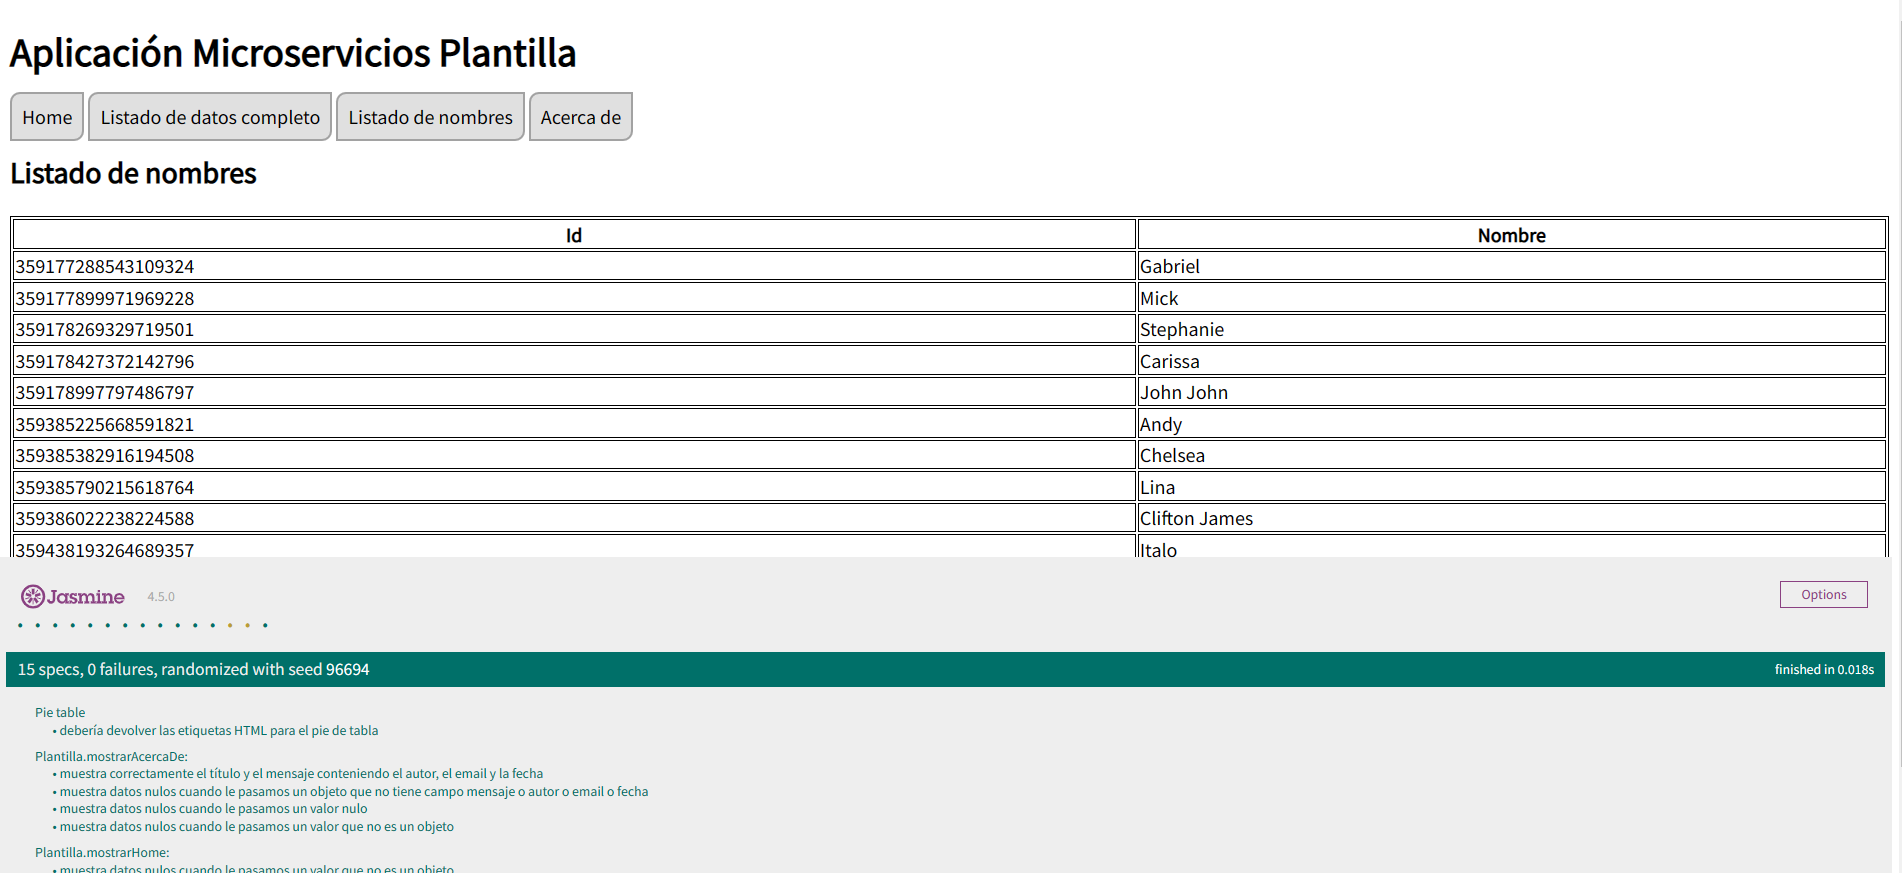 Aplicación Microservicios Plantilla
Home Listado de datos completo Listado de nombres Acerca de
Listado de nombres
Id Nombre
359177288543109324 Gabriel
359177899971969228 Mick
359178269329719501 Stephanie
359178427372142796 Carissa
359178997797486797 John John
359385225668591821 Andy
359385382916194508 Chelsea
359385790215618764 Lina
359386022238224588 Clifton James
359438193264689357 Italo
Jasmine 4.5.0 Options
15 specs, 0 failures, randomized with seed 96694 finished in 0.018s
Pie table
• debería devolver las etiquetas HTML para el pie de tabla
Plantilla.mostrarAcercaDe:
• muestra correctamente el título y el mensaje conteniendo el autor, el email y la fecha
• muestra datos nulos cuando le pasamos un objeto que no tiene campo mensaje o autor o email o fecha
• muestra datos nulos cuando le pasamos un valor nulo
• muestra datos nulos cuando le pasamos un valor que no es un objeto
Plantilla.mostrarHome:
• muestra datos nulos cuando le pasamos un valor que no es un objeto